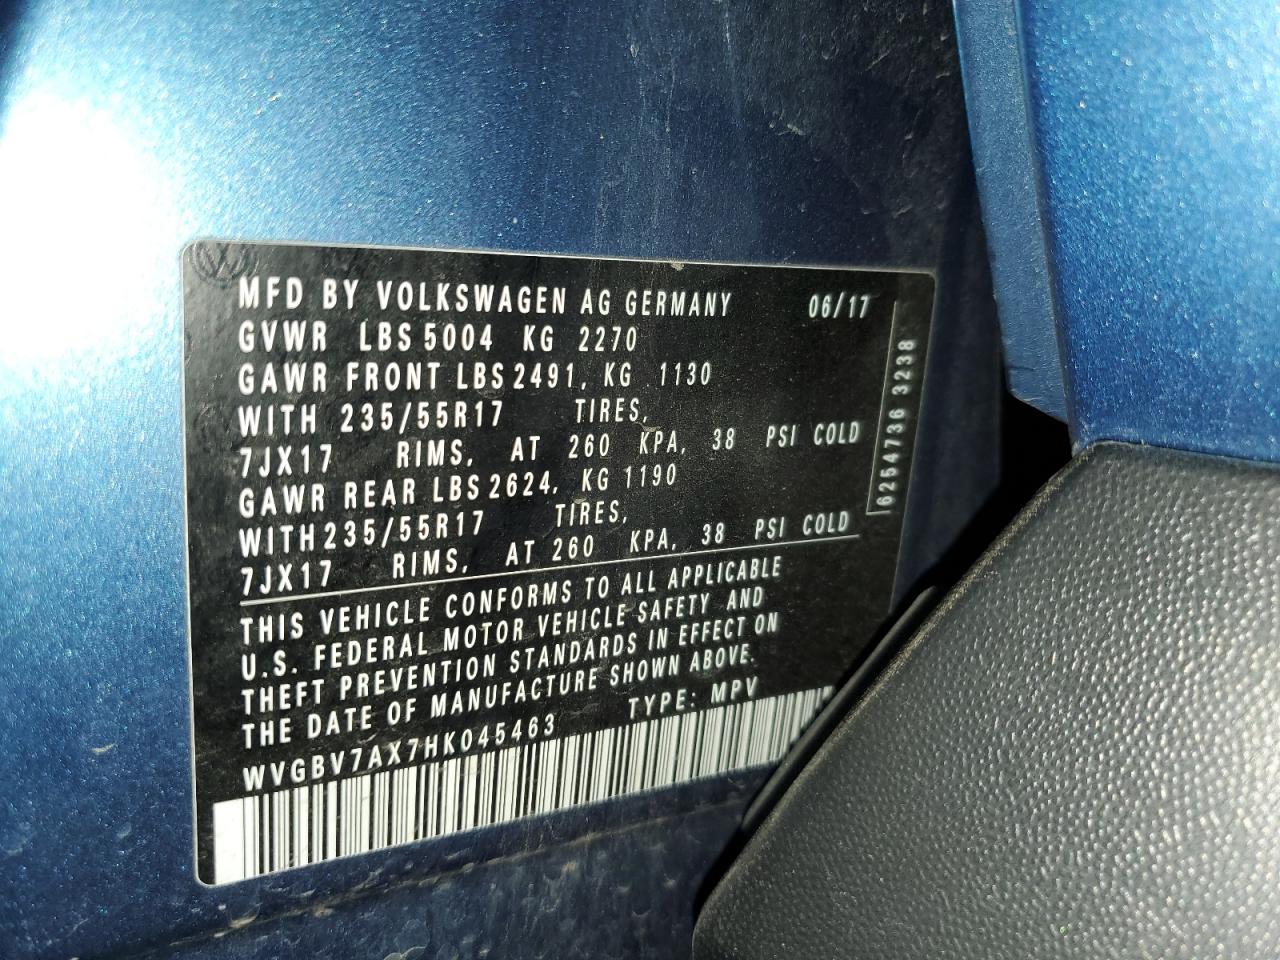 MFD BY VOLKSWAGEN AG GERMANY 06/17
GVWR LBS 5004 KG 2270
GAWR FRONT LBS 2491, KG 1130
WITH 235/55R17 TIRES,
7JX17 RIMS, AT 260 KPA, 38 PSI COLD
GAWR REAR LBS 2624, KG 1190
WITH 235/55R17 TIRES,
7JX17 RIMS, AT 260 KPA, 38 PSI COLD
THIS VEHICLE CONFORMS TO ALL APPLICABLE
U.S. FEDERAL MOTOR VEHICLE SAFETY AND
THEFT PREVENTION STANDARDS IN EFFECT ON
THE DATE OF MANUFACTURE SHOWN ABOVE.
WVGBV7AX7HK045463 TYPE: MPV
6254736 3238